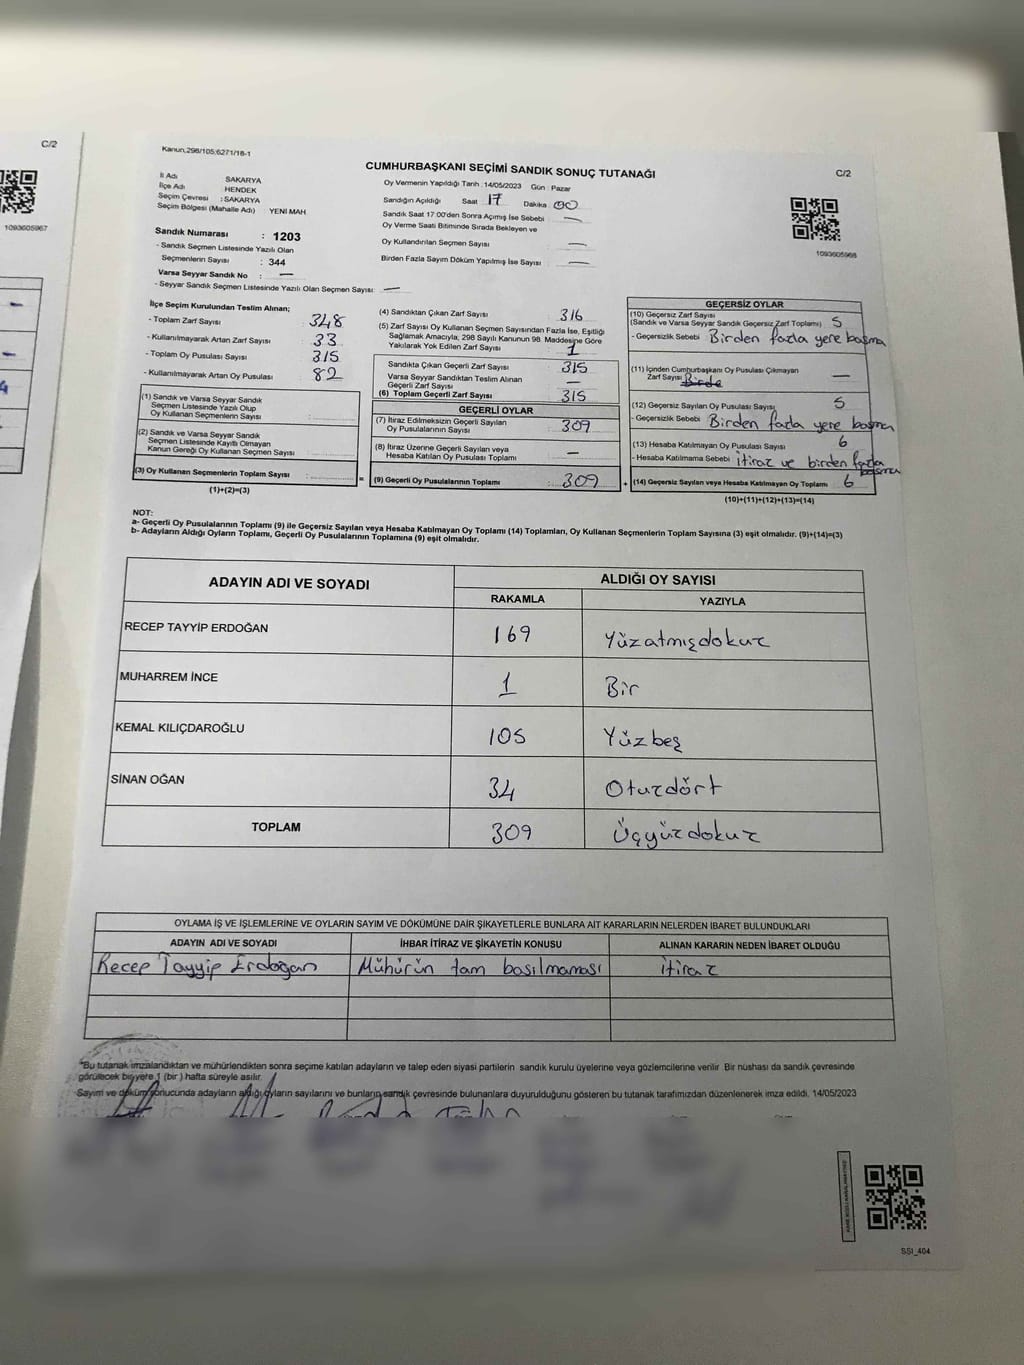 C/2
1093605967
Kanun,298/105;6271/18-1
CUMHURBAŞKANI SEÇİMİ SANDIK SONUÇ TUTANAĞI
C/2
İl Adı SAKARYA
İlçe Adı HENDEK
Seçim Çevresi : SAKARYA
Seçim Bölgesi (Mahalle Adı) YENİ MAH
Oy Vermenin Yapıldığı Tarih :14/05/2023 Gün : Pazar
Sandığın Açıldığı Saat 17 Dakika 00
Sandık Saat 17.00'den Sonra Açımış İse Sebebi —
Oy Verme Saati Bitiminde Sırada Bekleyen ve
Oy Kullandırılan Seçmen Sayısı —
Birden Fazla Sayım Döküm Yapılmış İse Sayısı —
1093605968
Sandık Numarası : 1203
- Sandık Seçmen Listesinde Yazılı Olan
Seçmenlerin Sayısı : 344
Varsa Seyyar Sandık No : —
- Seyyar Sandık Seçmen Listesinde Yazılı Olan Seçmen Sayısı: —
İlçe Seçim Kurulundan Teslim Alınan;
- Toplam Zarf Sayısı 348
- Kullanılmayarak Artan Zarf Sayısı 33
- Toplam Oy Pusulası Sayısı 315
- Kullanılmayarak Artan Oy Pusulası 82
(1) Sandık ve Varsa Seyyar Sandık
Seçmen Listesinde Yazılı Olup
Oy Kullanan Seçmenlerin Sayısı
(2) Sandık ve Varsa Seyyar Sandık
Seçmen Listesinde Kayıtlı Olmayan
Kanun Gereği Oy Kullanan Seçmen Sayısı
(3) Oy Kullanan Seçmenlerin Toplam Sayısı =
(1)+(2)=(3)
(4) Sandıktan Çıkan Zarf Sayısı 316
(5) Zarf Sayısı Oy Kullanan Seçmen Sayısından Fazla İse, Eşitliği
Sağlamak Amacıyla; 298 Sayılı Kanunun 98. Maddesine Göre
Yakılarak Yok Edilen Zarf Sayısı 1
Sandıkta Çıkan Geçerli Zarf Sayısı 315
Varsa Seyyar Sandıktan Teslim Alınan
Geçerli Zarf Sayısı —
(6) Toplam Geçerli Zarf Sayısı 315
GEÇERLİ OYLAR
(7) İtiraz Edilmeksizin Geçerli Sayılan
Oy Pusulalarının Sayısı 309
(8) İtiraz Üzerine Geçerli Sayılan veya
Hesaba Katılan Oy Pusulası Toplamı —
(9) Geçerli Oy Pusulalarının Toplamı 309 +
GEÇERSİZ OYLAR
(10) Geçersiz Zarf Sayısı
(Sandık ve Varsa Seyyar Sandık Geçersiz Zarf Toplamı) 5
- Geçersizlik Sebebi Birden fazla yere basma
(11) İçinden Cumhurbaşkanı Oy Pusulası Çıkmayan
Zarf Sayısı Birde —
(12) Geçersiz Sayılan Oy Pusulası Sayısı 5
- Geçersizlik Sebebi Birden fazla yere basma
(13) Hesaba Katılmayan Oy Pusulası Sayısı 6
- Hesaba Katılmama Sebebi itiraz ve birden fazla
basma
(14) Geçersiz Sayılan veya Hesaba Katılmayan Oy Toplamı 6
(10)+(11)+(12)+(13)=(14)
NOT:
a- Geçerli Oy Pusulalarının Toplamı (9) ile Geçersiz Sayılan veya Hesaba Katılmayan Oy Toplamı (14) Toplamları, Oy Kullanan Seçmenlerin Toplam Sayısına (3) eşit olmalıdır. (9)+(14)=(3)
b- Adayların Aldığı Oyların Toplamı, Geçerli Oy Pusulalarının Toplamına (9) eşit olmalıdır.
ADAYIN ADI VE SOYADI
ALDIĞI OY SAYISI
RAKAMLA YAZIYLA
RECEP TAYYİP ERDOĞAN 169 Yüzatmışdokuz
MUHARREM İNCE 1 Bir
KEMAL KILIÇDAROĞLU 105 Yüzbeş
SİNAN OĞAN 34 Otuzdört
TOPLAM 309 Üçyüzdokuz
OYLAMA İŞ VE İŞLEMLERİNE VE OYLARIN SAYIM VE DÖKÜMÜNE DAİR ŞİKAYETLERLE BUNLARA AİT KARARLARIN NELERDEN İBARET BULUNDUKLARI
ADAYIN ADI VE SOYADI İHBAR İTİRAZ VE ŞİKAYETİN KONUSU ALINAN KARARIN NEDEN İBARET OLDUĞU
Recep Tayyip Erdoğan Mühürün tam basılmaması itiraz
"Bu tutanak imzalandıktan ve mühürlendikten sonra seçime katılan adayların ve talep eden siyasi partilerin sandık kurulu üyelerine ve gözlemcilerine verilir. Bir nüshası da sandık çevresinde
görülecek bir yere 1 (bir) hafta süreyle asılır.
Sayım ve döküm sonucunda adayların aldığı oyların sayılarını ve bunların sandık çevresinde bulunanlara duyurulduğunu gösteren bu tutanak tarafımızdan düzenlenerek imza edildi. 14/05/2023
SSI_404